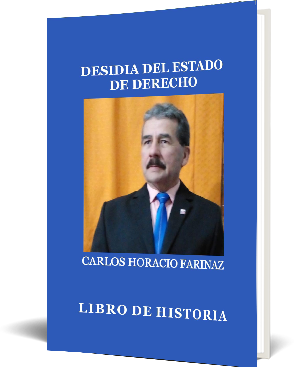 DESIDIA DEL ESTADO
DE DERECHO
CARLOS HORACIO FARINAZ
LIBRO DE HISTORIA